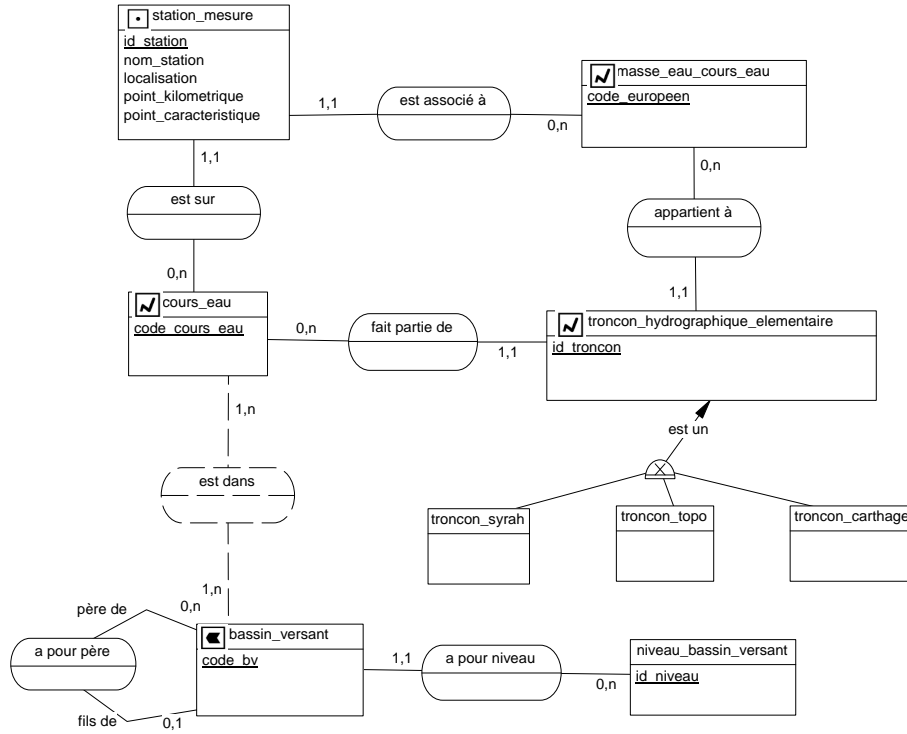 station_mesure
id_station
nom_station
localisation
point_kilometrique
point_caracteristique
1,1
est associé à
0,n
masse_eau_cours_eau
code_europeen
1,1
est sur
0,n
0,n
appartient à
1,1
cours_eau
code_cours_eau
0,n
fait partie de
1,1
troncon_hydrographique_elementaire
id_troncon
1,n
est dans
1,n
est un
troncon_syrah
troncon_topo
troncon_carthage
père de
0,n
a pour père
fils de
0,1
bassin_versant
code_bv
1,1
a pour niveau
0,n
niveau_bassin_versant
id_niveau